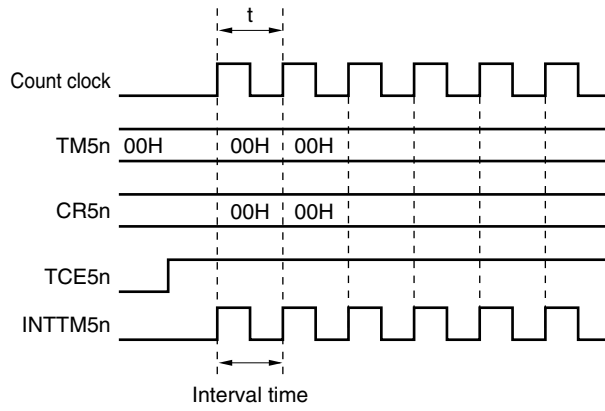 t
Count clock
TM5n 00H 00H 00H
CR5n 00H 00H
TCE5n
INTTM5n
Interval time